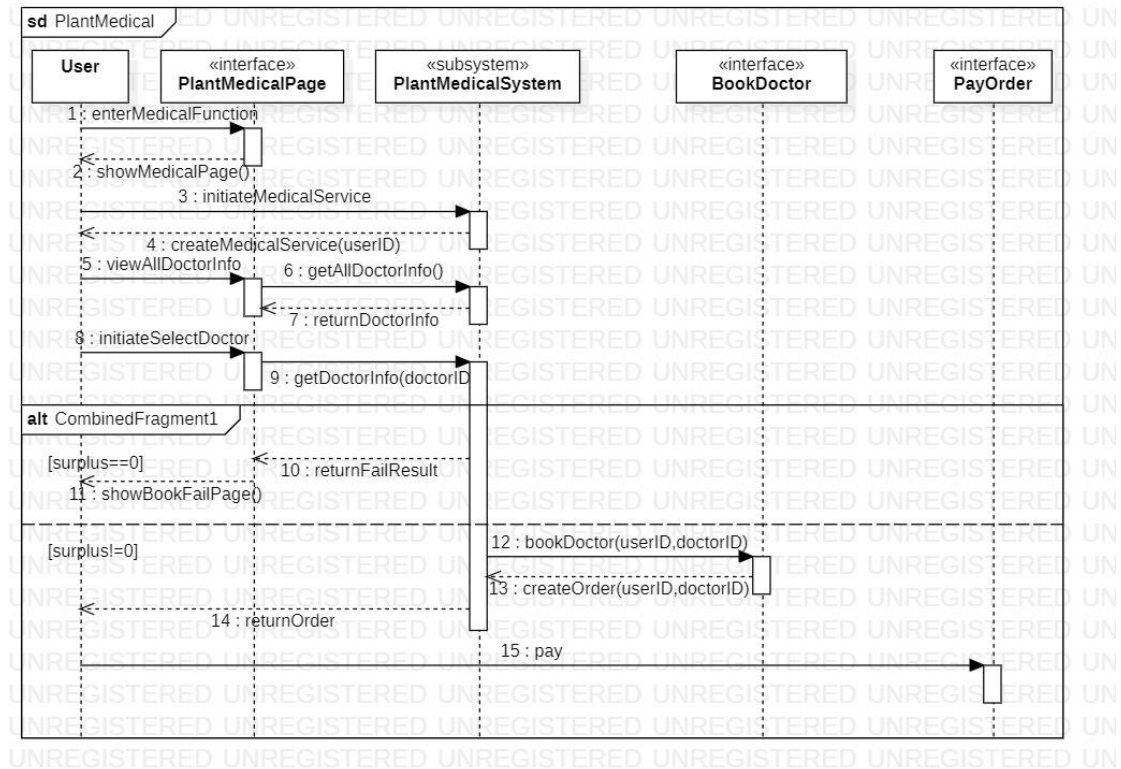 sd PlantMedical
User
«interface»
PlantMedicalPage
«subsystem»
PlantMedicalSystem
«interface»
BookDoctor
«interface»
PayOrder
1 : enterMedicalFunction
2 : showMedicalPage()
3 : initiateMedicalService
4 : createMedicalService(userID)
5 : viewAllDoctorInfo
6 : getAllDoctorInfo()
7 : returnDoctorInfo
8 : initiateSelectDoctor
9 : getDoctorInfo(doctorID
alt CombinedFragment1
[surplus==0]
10 : returnFailResult
11 : showBookFailPage()
[surplus!=0]
12 : bookDoctor(userID,doctorID)
13 : createOrder(userID,doctorID)
14 : returnOrder
15 : pay
UNREGISTERED